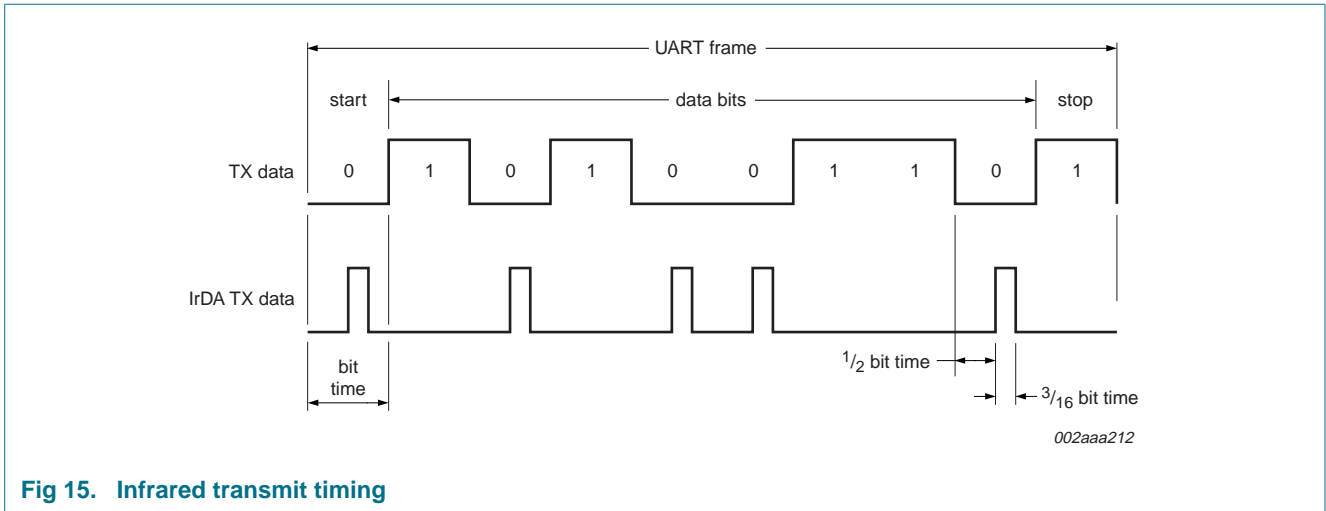 UART frame
start data bits stop
TX data 0 1 0 1 0 0 1 1 0 1
IrDA TX data
bit
time
1/2 bit time
3/16 bit time
002aaa212
Fig 15. Infrared transmit timing